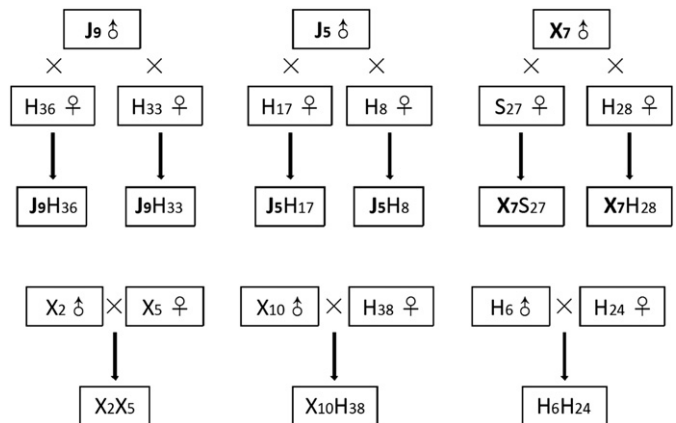 J9 ♂ J5 ♂ X7 ♂
× × × × × ×
H36 ♀ H33 ♀ H17 ♀ H8 ♀ S27 ♀ H28 ♀
J9H36 J9H33 J5H17 J5H8 X7S27 X7H28
X2 ♂ × X5 ♀ X10 ♂ × H38 ♀ H6 ♂ × H24 ♀
X2X5 X10H38 H6H24